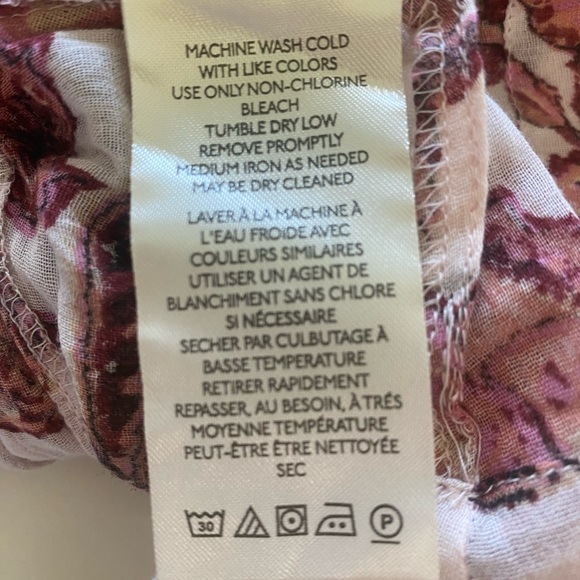 MACHINE WASH COLD
WITH LIKE COLORS
USE ONLY NON-CHLORINE
BLEACH
TUMBLE DRY LOW
REMOVE PROMPTLY
MEDIUM IRON AS NEEDED
MAY BE DRY CLEANED
LAVER À LA MACHINE À
L'EAU FROIDE AVEC
COULEURS SIMILAIRES
UTILISER UN AGENT DE
BLANCHIMENT SANS CHLORE
SI NÉCESSAIRE
SECHER PAR CULBUTAGE À
BASSE TEMPERATURE
RETIRER RAPIDEMENT
REPASSER, AU BESOIN, À TRÉS
MOYENNE TEMPÉRATURE
PEUT-ÊTRE ÊTRE NETTOYÉE
SEC
30 P